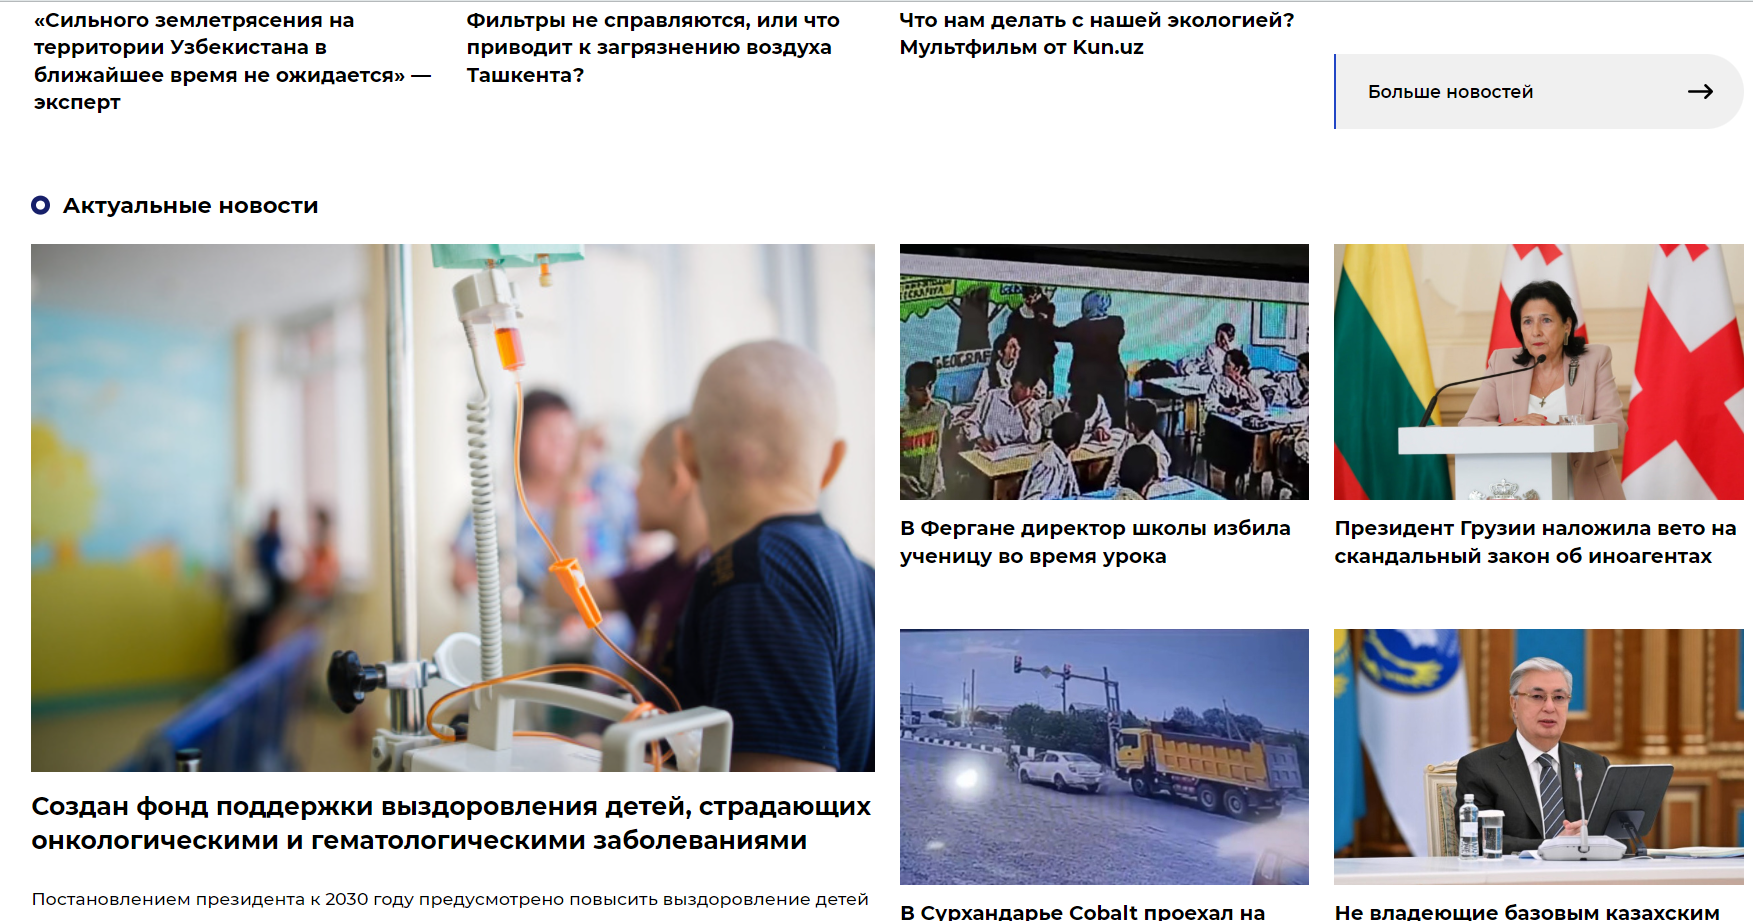 «Сильного землетрясения на
территории Узбекистана в
ближайшее время не ожидается» —
эксперт
Фильтры не справляются, или что
приводит к загрязнению воздуха
Ташкента?
Что нам делать с нашей экологией?
Мультфильм от Kun.uz
Больше новостей
Актуальные новости
GEOGRAF
В Фергане директор школы избила
ученицу во время урока
Президент Грузии наложила вето на
скандальный закон об иноагентах
Создан фонд поддержки выздоровления детей, страдающих
онкологическими и гематологическими заболеваниями
Постановлением президента к 2030 году предусмотрено повысить выздоровление детей
В Сурхандарье Cobalt проехал на
Не владеющие базовым казахским